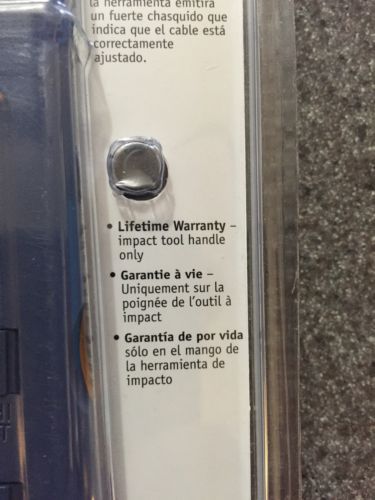 la herramienta emitirá
un fuerte chasquido que
indica que el cable está
correctamente
ajustado.
• Lifetime Warranty –
impact tool handle
only
• Garantie à vie –
Uniquement sur la
poignée de l'outil à
impact
• Garantía de por vida
sólo en el mango de
la herramienta de
impacto